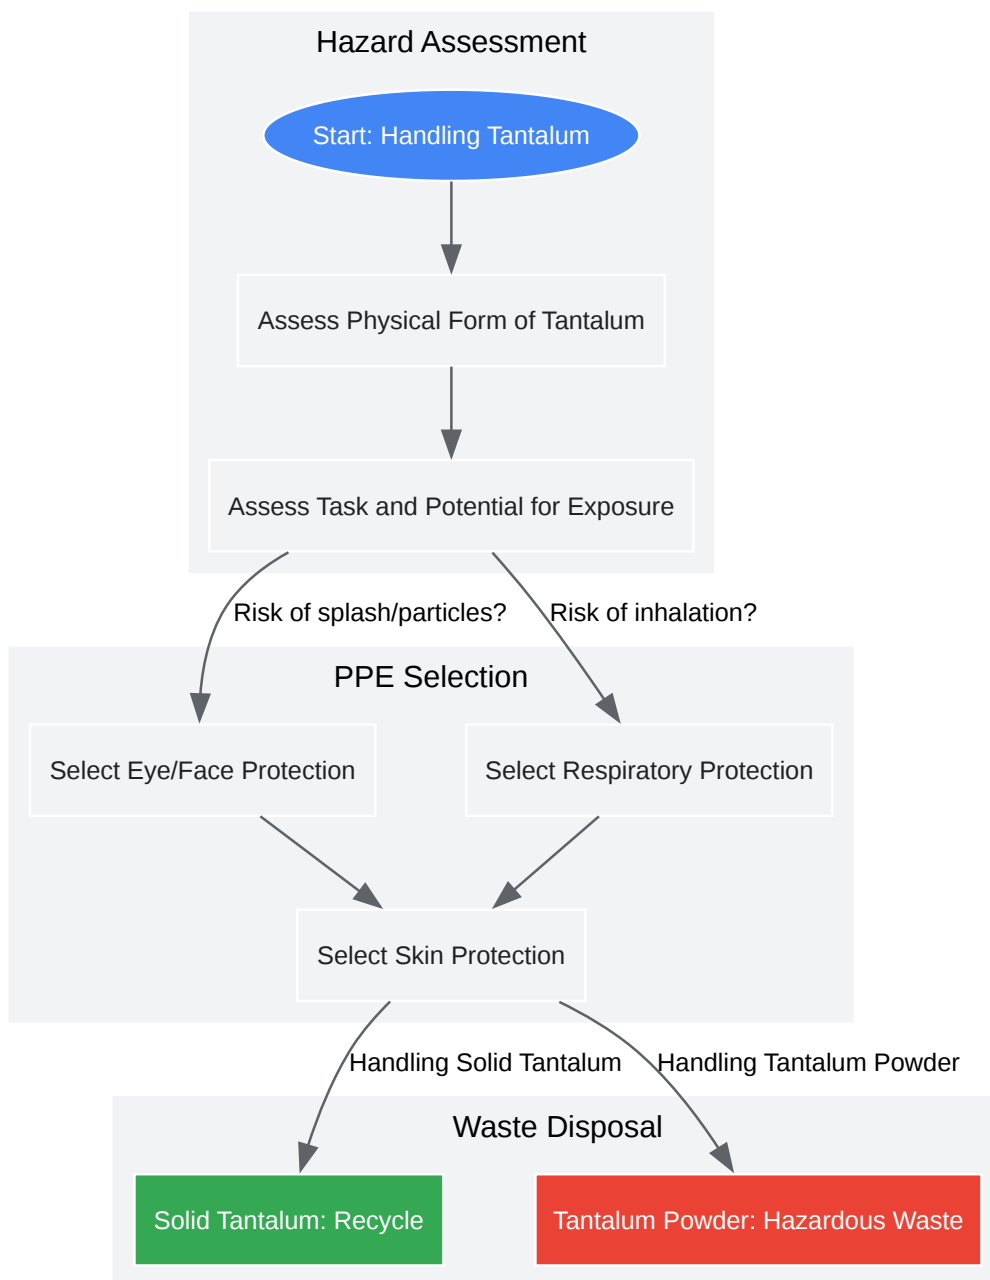 Hazard Assessment
Start: Handling Tantalum
Assess Physical Form of Tantalum
Assess Task and Potential for Exposure
Risk of splash/particles?
Risk of inhalation?
PPE Selection
Select Eye/Face Protection
Select Respiratory Protection
Select Skin Protection
Handling Solid Tantalum
Handling Tantalum Powder
Waste Disposal
Solid Tantalum: Recycle
Tantalum Powder: Hazardous Waste